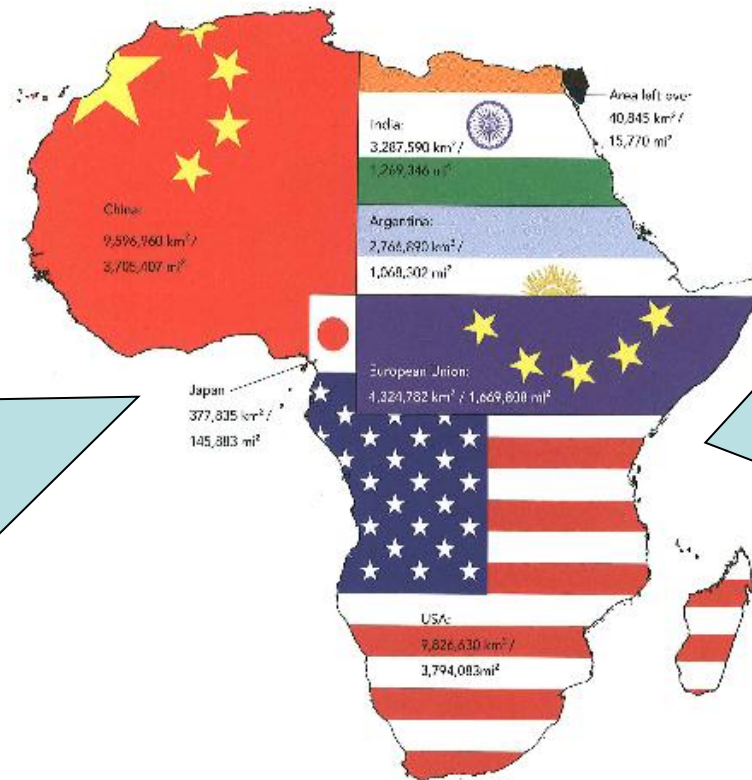 Area left over
40,845 km² /
15,770 mi²
India:
3,287,590 km² /
1,269,346 mi²
China:
9,596,960 km² /
3,705,407 mi²
Argentina:
2,766,890 km² /
1,068,302 mi²
European Union:
4,324,782 km² / 1,669,808 mi²
Japan
377,835 km² /
145,883 mi²
USA:
9,826,630 km² /
3,794,083mi²